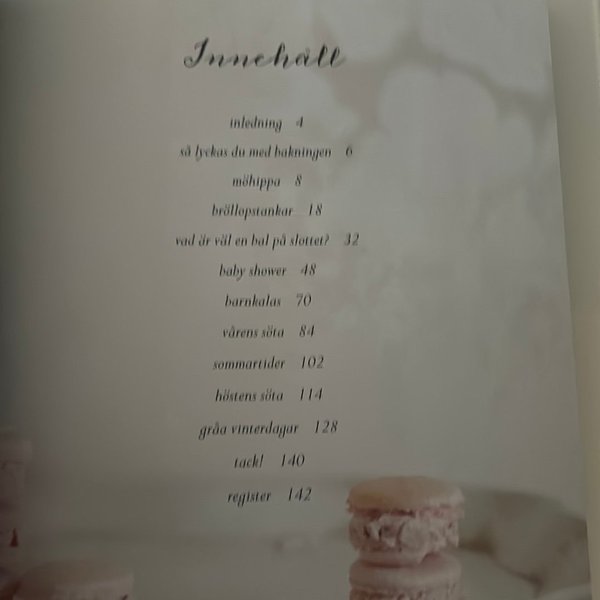 Innehåll
inledning 4
så lyckas du med bakningen 6
möhippa 8
bröllopstankar 18
vad är väl en bal på slottet? 32
baby shower 48
barnkalas 70
vårens söta 84
sommartider 102
höstens söta 114
gråa vinterdagar 128
tack! 140
register 142